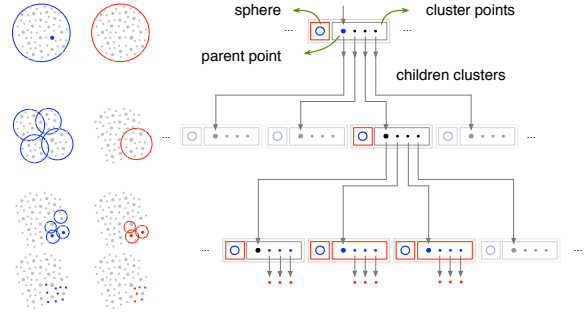 sphere
cluster points
... ...
parent point
children clusters
... ...
... ...